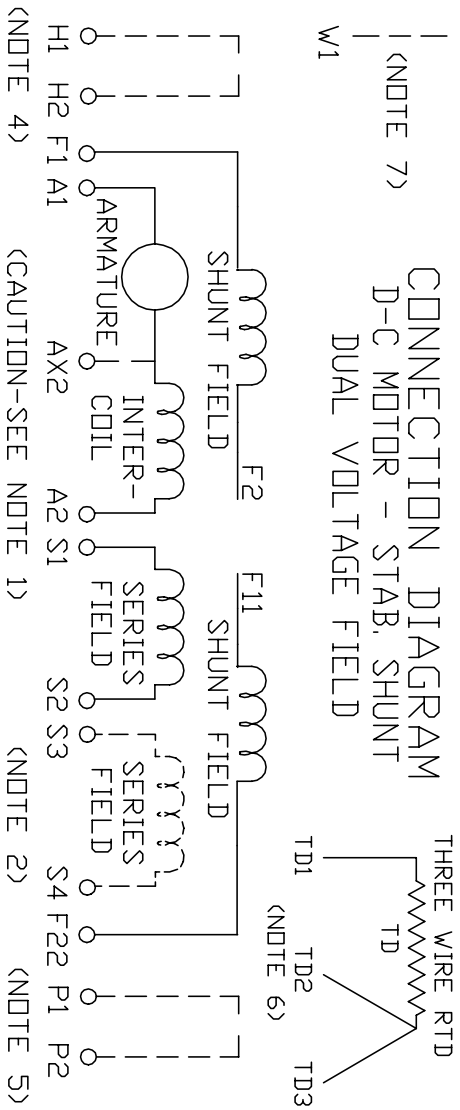 CONNECTION DIAGRAM
D-C MOTOR - STAB. SHUNT
DUAL VOLTAGE FIELD
W1
(NOTE 7)
THREE WIRE RTD
TD
TD1
TD2
TD3
(NOTE 6)
F2
F11
SHUNT FIELD
SHUNT FIELD
ARMATURE
INTER-
COIL
SERIES
FIELD
SERIES
FIELD
H1 H2 F1 A1 AX2 A2 S1 S2 S3 S4 F22 P1 P2
(NOTE 4) (CAUTION-SEE NOTE 1) (NOTE 2) (NOTE 5)